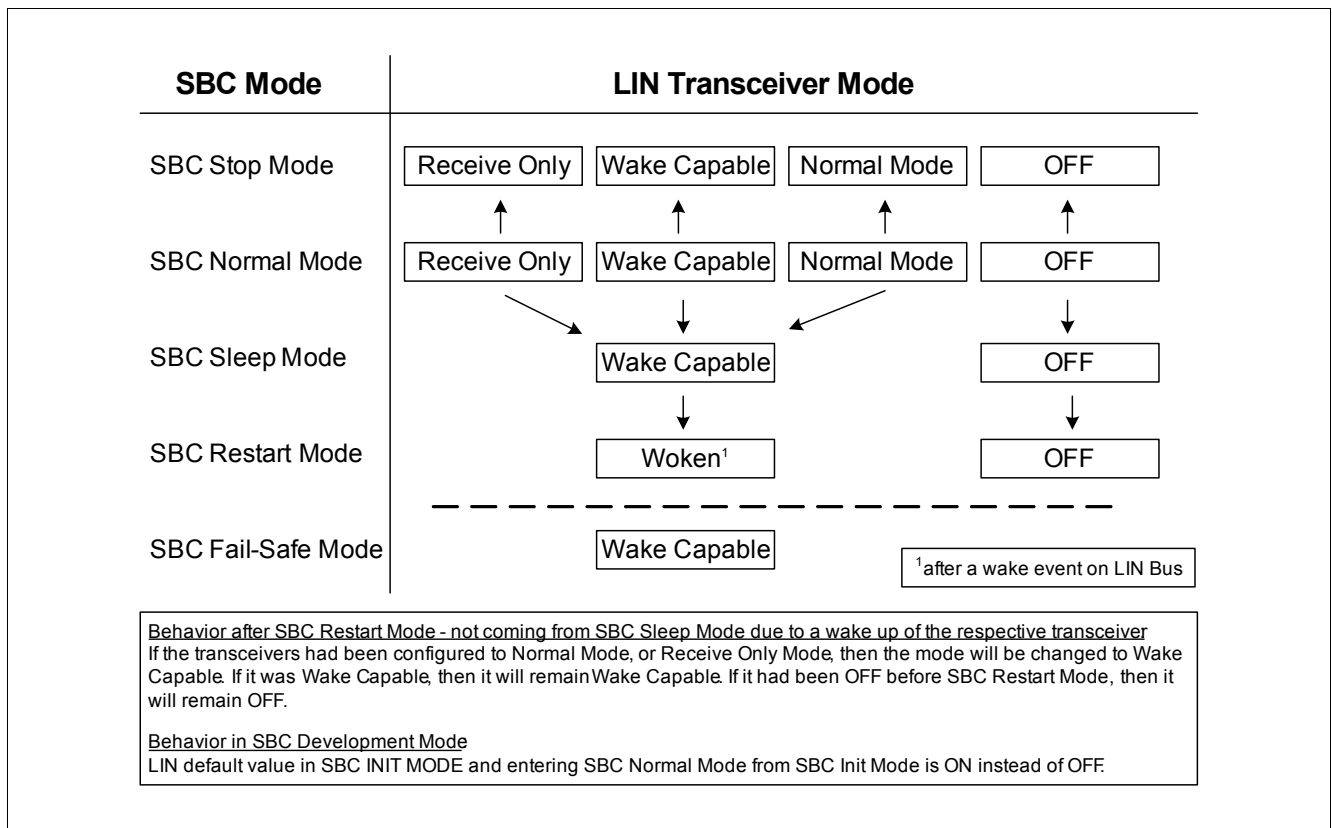 SBC Mode LIN Transceiver Mode
SBC Stop Mode Receive Only Wake Capable Normal Mode OFF
SBC Normal Mode Receive Only Wake Capable Normal Mode OFF
SBC Sleep Mode Wake Capable OFF
SBC Restart Mode Woken¹ OFF
SBC Fail-Safe Mode Wake Capable
¹after a wake event on LIN Bus
Behavior after SBC Restart Mode - not coming from SBC Sleep Mode due to a wake up of the respective transceiver
If the transceivers had been configured to Normal Mode, or Receive Only Mode, then the mode will be changed to Wake
Capable. If it was Wake Capable, then it will remain Wake Capable. If it had been OFF before SBC Restart Mode, then it
will remain OFF.
Behavior in SBC Development Mode
LIN default value in SBC INIT MODE and entering SBC Normal Mode from SBC Init Mode is ON instead of OFF.